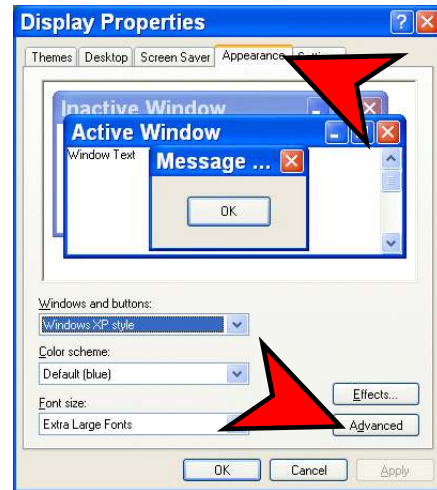 Display Properties
Themes Desktop Screen Saver Appearance
Inactive Window
Active Window
Window Text
Message ...
OK
Windows and buttons:
Windows XP style
Color scheme:
Default (blue)
Font size:
Extra Large Fonts
Effects...
Advanced
OK Cancel Apply